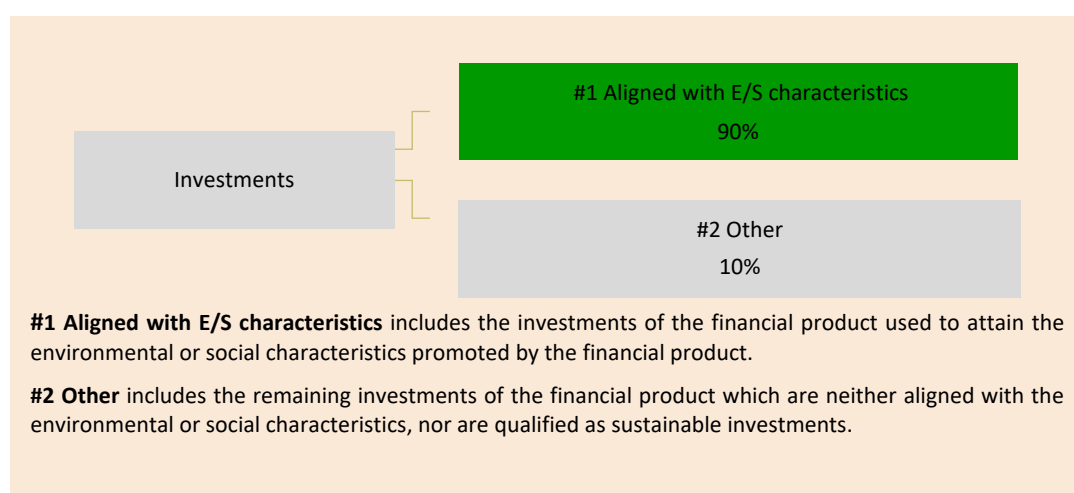 #1 Aligned with E/S characteristics
90%
Investments
#2 Other
10%
#1 Aligned with E/S characteristics includes the investments of the financial product used to attain the
environmental or social characteristics promoted by the financial product.
#2 Other includes the remaining investments of the financial product which are neither aligned with the
environmental or social characteristics, nor are qualified as sustainable investments.